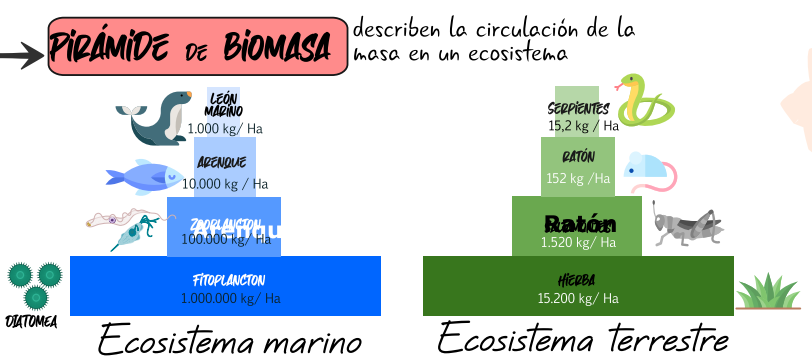 PIRÁMIDE DE BIOMASA
describen la circulación de la
masa en un ecosistema
LEÓN
MARINO
1.000 kg/ Ha
ARENQUE
10.000 kg / Ha
ZOOPLANCTON
Arenqu
100.000 kg/ Ha
FITOPLANCTON
1.000.000 kg/ Ha
DIATOMEA
Ecosistema marino
SERPIENTES
15,2 kg/ Ha
RATÓN
152 kg /Ha
Ratón
1.520 kg/ Ha
HIERBA
15.200 kg/ Ha
Ecosistema terrestre